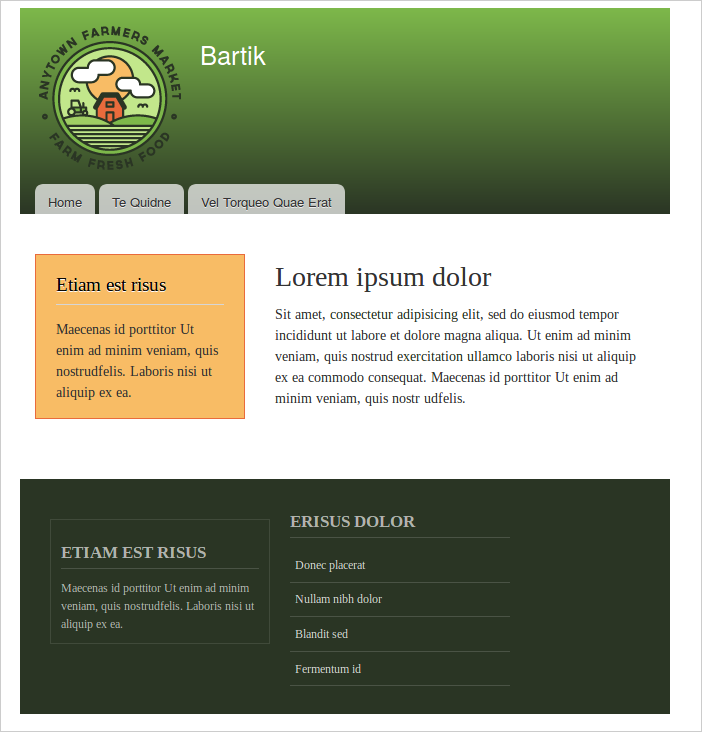 ANYTOWN FARMERS MARKET
FARM FRESH FOOD
Bartik
Home
Te Quidne
Vel Torqueo Quae Erat
Etiam est risus
Maecenas id porttitor Ut
enim ad minim veniam, quis
nostrudfelis. Laboris nisi ut
aliquip ex ea.
Lorem ipsum dolor
Sit amet, consectetur adipisicing elit, sed do eiusmod tempor
incididunt ut labore et dolore magna aliqua. Ut enim ad minim
veniam, quis nostrud exercitation ullamco laboris nisi ut aliquip
ex ea commodo consequat. Maecenas id porttitor Ut enim ad
minim veniam, quis nostr udfelis.
ETIAM EST RISUS
Maecenas id porttitor Ut enim ad minim
veniam, quis nostrudfelis. Laboris nisi ut
aliquip ex ea.
ERISUS DOLOR
Donec placerat
Nullam nibh dolor
Blandit sed
Fermentum id